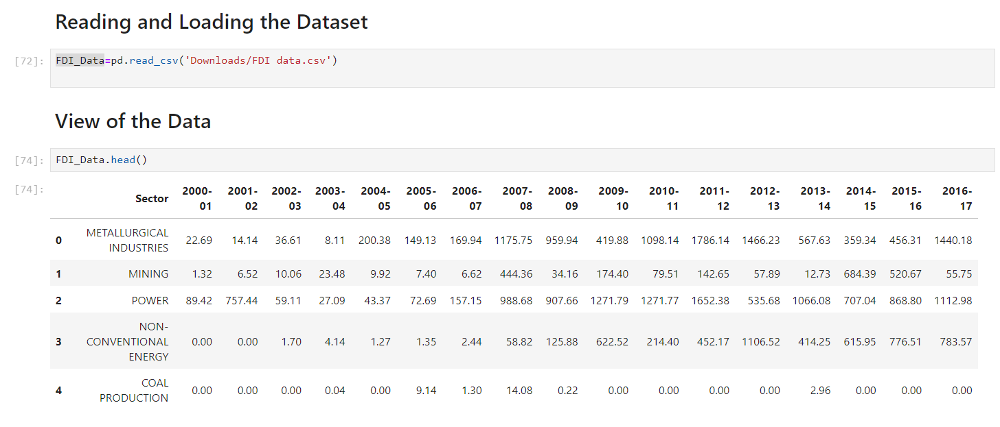 Reading and Loading the Dataset
[72]: FDI_Data=pd.read_csv('Downloads/FDI data.csv')
View of the Data
[74]: FDI_Data.head()
[74]:
Sector 2000-01 2001-02 2002-03 2003-04 2004-05 2005-06 2006-07 2007-08 2008-09 2009-10 2010-11 2011-12 2012-13 2013-14 2014-15 2015-16 2016-17
0 METALLURGICAL INDUSTRIES 22.69 14.14 36.61 8.11 200.38 149.13 169.94 1175.75 959.94 419.88 1098.14 1786.14 1466.23 567.63 359.34 456.31 1440.18
1 MINING 1.32 6.52 10.06 23.48 9.92 7.40 6.62 444.36 34.16 174.40 79.51 142.65 57.89 12.73 684.39 520.67 55.75
2 POWER 89.42 757.44 59.11 27.09 43.37 72.69 157.15 988.68 907.66 1271.79 1271.77 1652.38 535.68 1066.08 707.04 868.80 1112.98
3 NON-CONVENTIONAL ENERGY 0.00 0.00 1.70 4.14 1.27 1.35 2.44 58.82 125.88 622.52 214.40 452.17 1106.52 414.25 615.95 776.51 783.57
4 COAL PRODUCTION 0.00 0.00 0.00 0.04 0.00 9.14 1.30 14.08 0.22 0.00 0.00 0.00 0.00 2.96 0.00 0.00 0.00